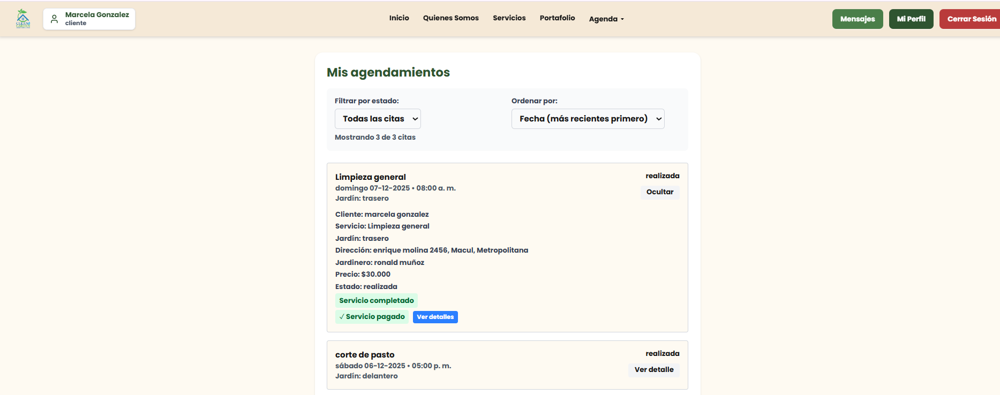 CLEAN&
GARDEN
Marcela Gonzalez
cliente
Inicio
Quienes Somos
Servicios
Portafolio
Agenda
Mensajes
Mi Perfil
Cerrar Sesión
Mis agendamientos
Filtrar por estado:
Todas las citas
Mostrando 3 de 3 citas
Ordenar por:
Fecha (más recientes primero)
Limpieza general
realizada
domingo 07-12-2025 • 08:00 a. m.
Ocultar
Jardín: trasero
Cliente: marcela gonzalez
Servicio: Limpieza general
Jardín: trasero
Dirección: enrique molina 2456, Macul, Metropolitana
Jardinero: ronald muñoz
Precio: $30.000
Estado: realizada
Servicio completado
✓ Servicio pagado
Ver detalles
corte de pasto
realizada
sábado 06-12-2025 • 05:00 p. m.
Ver detalle
Jardín: delantero